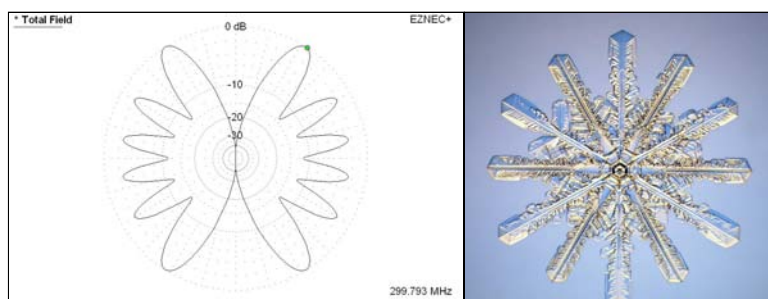 * Total Field
EZNEC+
0 dB
-10
-20
-30
299.793 MHz